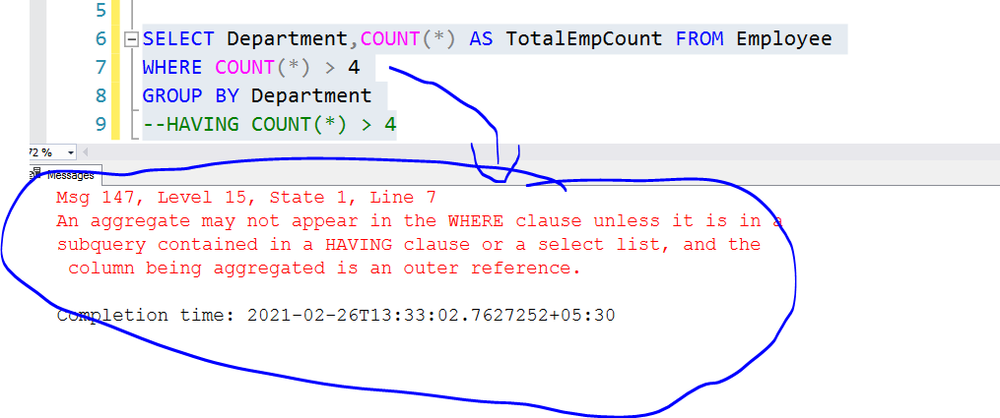 5
6 SELECT Department,COUNT(*) AS TotalEmpCount FROM Employee
7 WHERE COUNT(*) > 4
8 GROUP BY Department
9 --HAVING COUNT(*) > 4
72 %
Messages
Msg 147, Level 15, State 1, Line 7
An aggregate may not appear in the WHERE clause unless it is in a
subquery contained in a HAVING clause or a select list, and the
column being aggregated is an outer reference.
Completion time: 2021-02-26T13:33:02.7627252+05:30